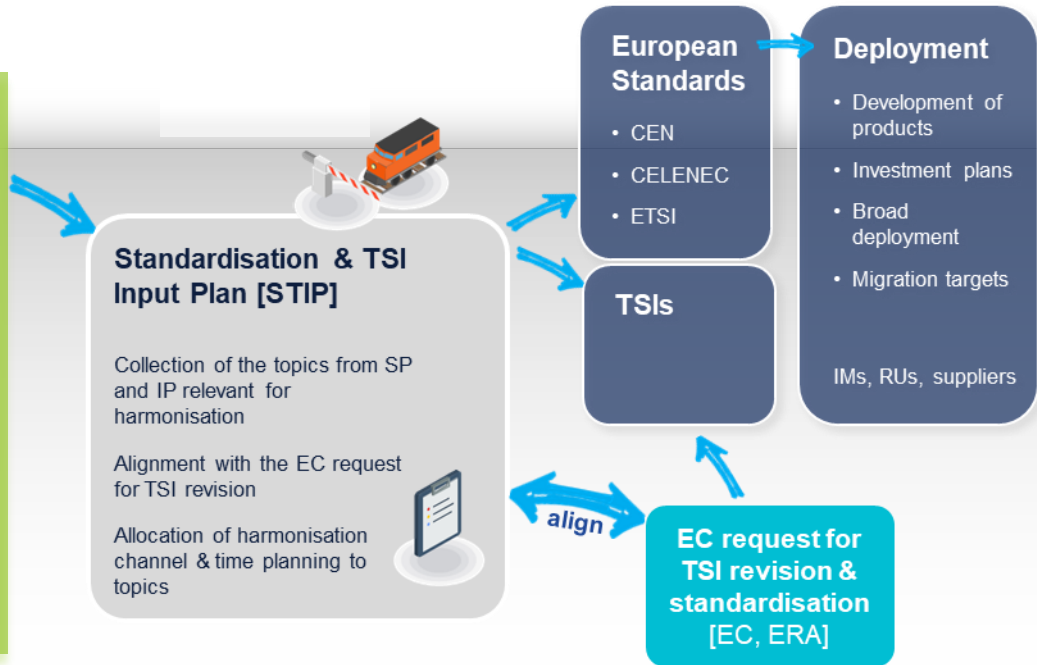 Standardisation & TSI
Input Plan [STIP]
Collection of the topics from SP
and IP relevant for
harmonisation
Alignment with the EC request
for TSI revision
Allocation of harmonisation
channel & time planning to
topics
European
Standards
• CEN
• CELENEC
• ETSI
TSIs
Deployment
• Development of
products
• Investment plans
• Broad
deployment
• Migration targets
IMs, RUs, suppliers
align
EC request for
TSI revision &
standardisation
[EC, ERA]